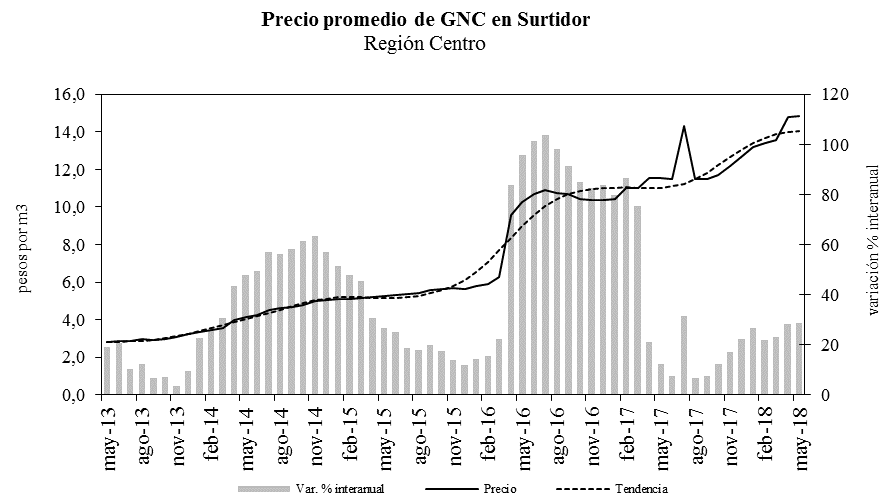 Precio promedio de GNC en Surtidor
Región Centro
pesos por m3
16,0
14,0
12,0
10,0
8,0
6,0
4,0
2,0
0,0
120
100
80
60
40
20
0
variación % interanual
may-13
ago-13
nov-13
feb-14
may-14
ago-14
nov-14
feb-15
may-15
ago-15
nov-15
feb-16
may-16
ago-16
nov-16
feb-17
may-17
ago-17
nov-17
feb-18
may-18
Var. % interanual
Precio
Tendencia